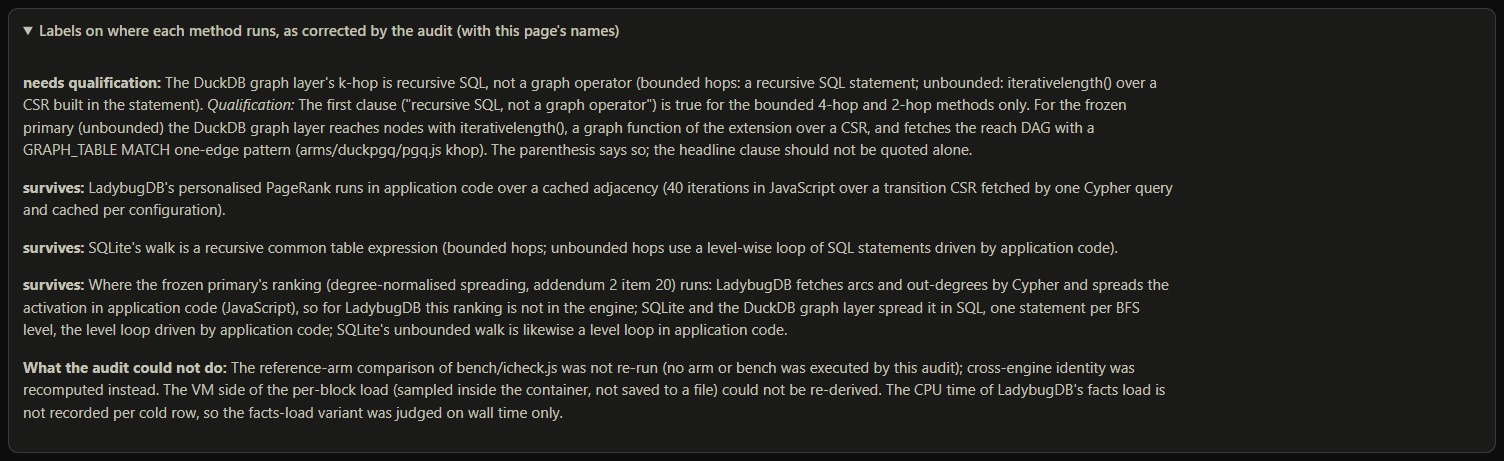 ▼ Labels on where each method runs, as corrected by the audit (with this page's names)
needs qualification: The DuckDB graph layer's k-hop is recursive SQL, not a graph operator (bounded hops: a recursive SQL statement; unbounded: iterativelength() over a
CSR built in the statement). Qualification: The first clause ("recursive SQL, not a graph operator") is true for the bounded 4-hop and 2-hop methods only. For the frozen
primary (unbounded) the DuckDB graph layer reaches nodes with iterativelength(), a graph function of the extension over a CSR, and fetches the reach DAG with a
GRAPH_TABLE MATCH one-edge pattern (arms/duckpgq/pgq.js khop). The parenthesis says so; the headline clause should not be quoted alone.
survives: LadybugDB's personalised PageRank runs in application code over a cached adjacency (40 iterations in JavaScript over a transition CSR fetched by one Cypher query
and cached per configuration).
survives: SQLite's walk is a recursive common table expression (bounded hops; unbounded hops use a level-wise loop of SQL statements driven by application code).
survives: Where the frozen primary's ranking (degree-normalised spreading, addendum 2 item 20) runs: LadybugDB fetches arcs and out-degrees by Cypher and spreads the
activation in application code (JavaScript), so for LadybugDB this ranking is not in the engine; SQLite and the DuckDB graph layer spread it in SQL, one statement per BFS
level, the level loop driven by application code; SQLite's unbounded walk is likewise a level loop in application code.
What the audit could not do: The reference-arm comparison of bench/icheck.js was not re-run (no arm or bench was executed by this audit); cross-engine identity was
recomputed instead. The VM side of the per-block load (sampled inside the container, not saved to a file) could not be re-derived. The CPU time of LadybugDB's facts load is
not recorded per cold row, so the facts-load variant was judged on wall time only.